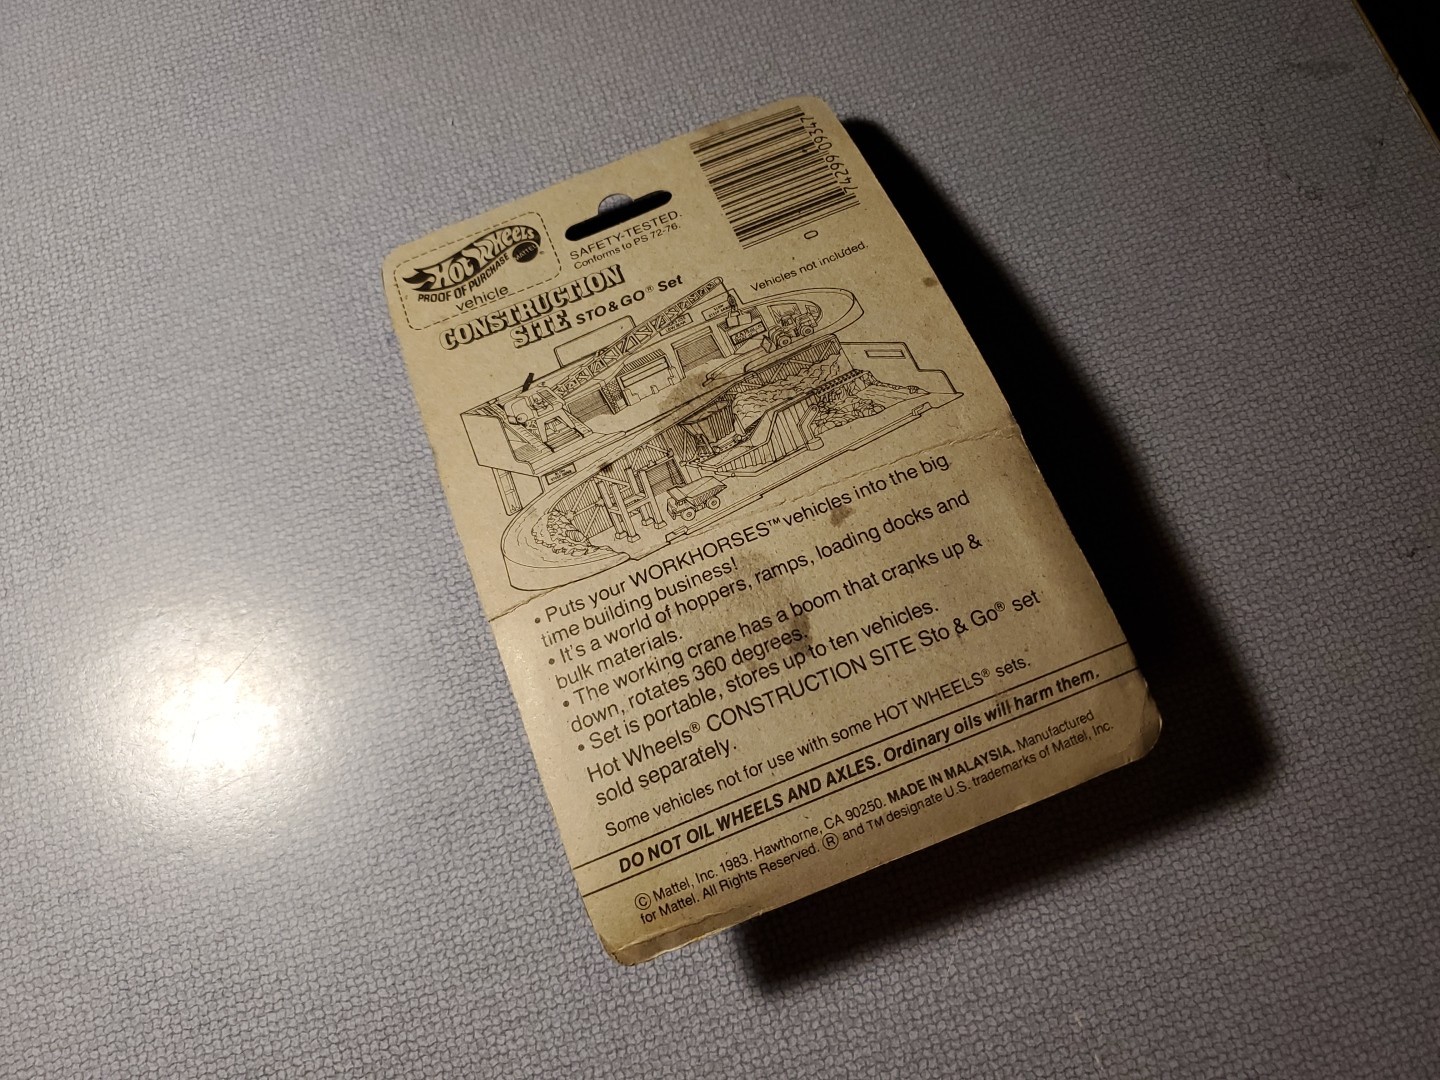 Hot Wheels
MATTEL
PROOF OF PURCHASE
vehicle
SAFETY-TESTED.
Conforms to PS 72-76.
74299 09347
0
CONSTRUCTION
SITE STO & GO® Set
Vehicles not included.
• Puts your WORKHORSES™ vehicles into the big
time building business!
• It's a world of hoppers, ramps, loading docks and
bulk materials.
• The working crane has a boom that cranks up &
down, rotates 360 degrees.
• Set is portable, stores up to ten vehicles.
Hot Wheels® CONSTRUCTION SITE Sto & Go® set
sold separately.
Some vehicles not for use with some HOT WHEELS® sets.
DO NOT OIL WHEELS AND AXLES. Ordinary oils will harm them.
© Mattel, Inc. 1983. Hawthorne, CA 90250. MADE IN MALAYSIA. Manufactured
for Mattel. All Rights Reserved. ® and TM designate U.S. trademarks of Mattel, Inc.